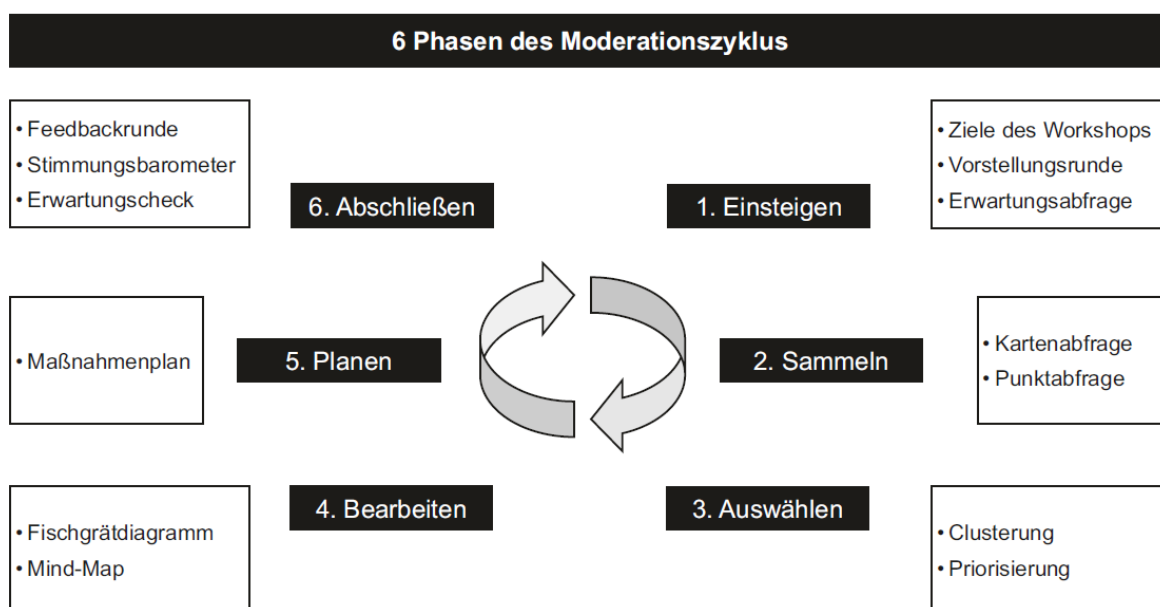 6 Phasen des Moderationszyklus
• Feedbackrunde
• Stimmungsbarometer
• Erwartungscheck
6. Abschließen
1. Einsteigen
• Ziele des Workshops
• Vorstellungsrunde
• Erwartungsabfrage
• Maßnahmenplan
5. Planen
2. Sammeln
• Kartenabfrage
• Punktabfrage
• Fischgrätdiagramm
• Mind-Map
4. Bearbeiten
3. Auswählen
• Clusterung
• Priorisierung